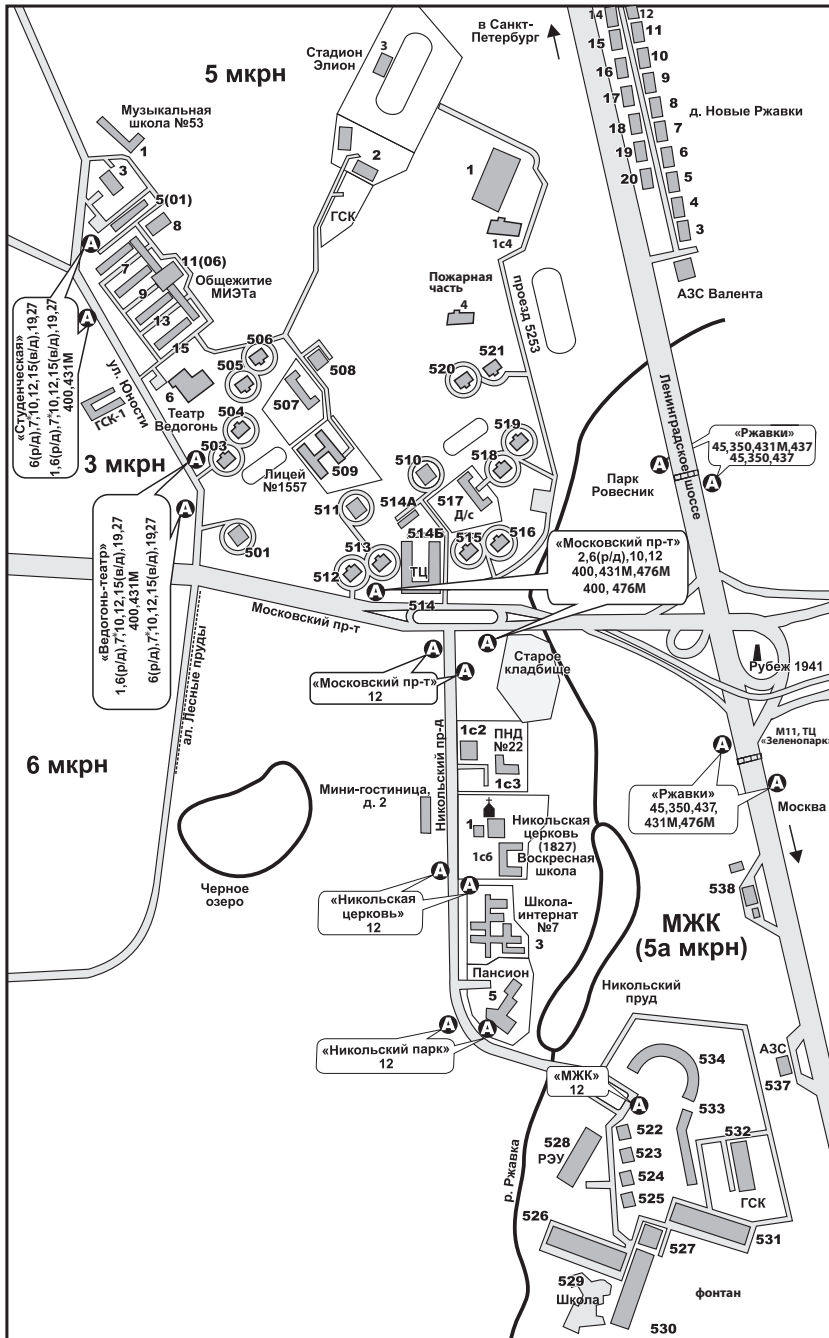 в Санкт-
Петербург
14
12
15
11
16
10
17
9
18
8
д. Новые Ржавки
7
19
6
20
5
4
3
АЗС Валента
Стадион
Элион
3
5 мкрн
Музыкальная
школа №53
1
3
2
ГСК
1
1с4
5(01)
8
А
7
11(06)
Общежитие
МИЭТа
9
13
15
А
«Студенческая»
6(р/д),7*,10,12,15(в/д),19,27
1,6(р/д),7*,10,12,15(в/д),19,27
400,431М
ул. Юности
ГСК-1
6
Театр
Ведогонь
3 мкрн
Пожарная
часть
4
проезд 5253
506
505
508
507
504
503
А
Лицей
№1557
509
520
521
519
518
510
514А
517
Д/с
511
514Б
515
516
513
512
ТЦ
А
514
501
А
«Ведогонь-театр»
1,6(р/д),7*,10,12,15(в/д),19,27
400,431М
6(р/д),7*,10,12,15(в/д),19,27
Ленинградское шоссе
«Ржавки»
45,350,431М,437
45,350,437
А
А
Парк
Ровесник
«Московский пр-т»
2,6(р/д),10,12
400,431М,476М
400, 476М
Московский пр-т
А
А
А
«Московский пр-т»
12
Старое
кладбище
Рубеж 1941
М11, ТЦ
«Зеленопарк»
А
А
«Ржавки»
45,350,437,
431М,476М
Москва
ал. Лесные пруды
6 мкрн
Никольский пр-д
1с2
ПНД
№22
1с3
Мини-гостиница,
д. 2
1
Никольская
церковь
(1827)
1с6
Воскресная
школа
Черное
озеро
А
А
«Никольская
церковь»
12
Школа-
интернат
№7
3
538
МЖК
(5а мкрн)
Пансион
5
Никольский
пруд
А
А
«Никольский парк»
12
«МЖК»
12
А
534
АЗС
537
533
532
522
528
РЭУ
523
524
525
ГСК
р. Ржавка
526
527
531
529
Школа
530
фонтан